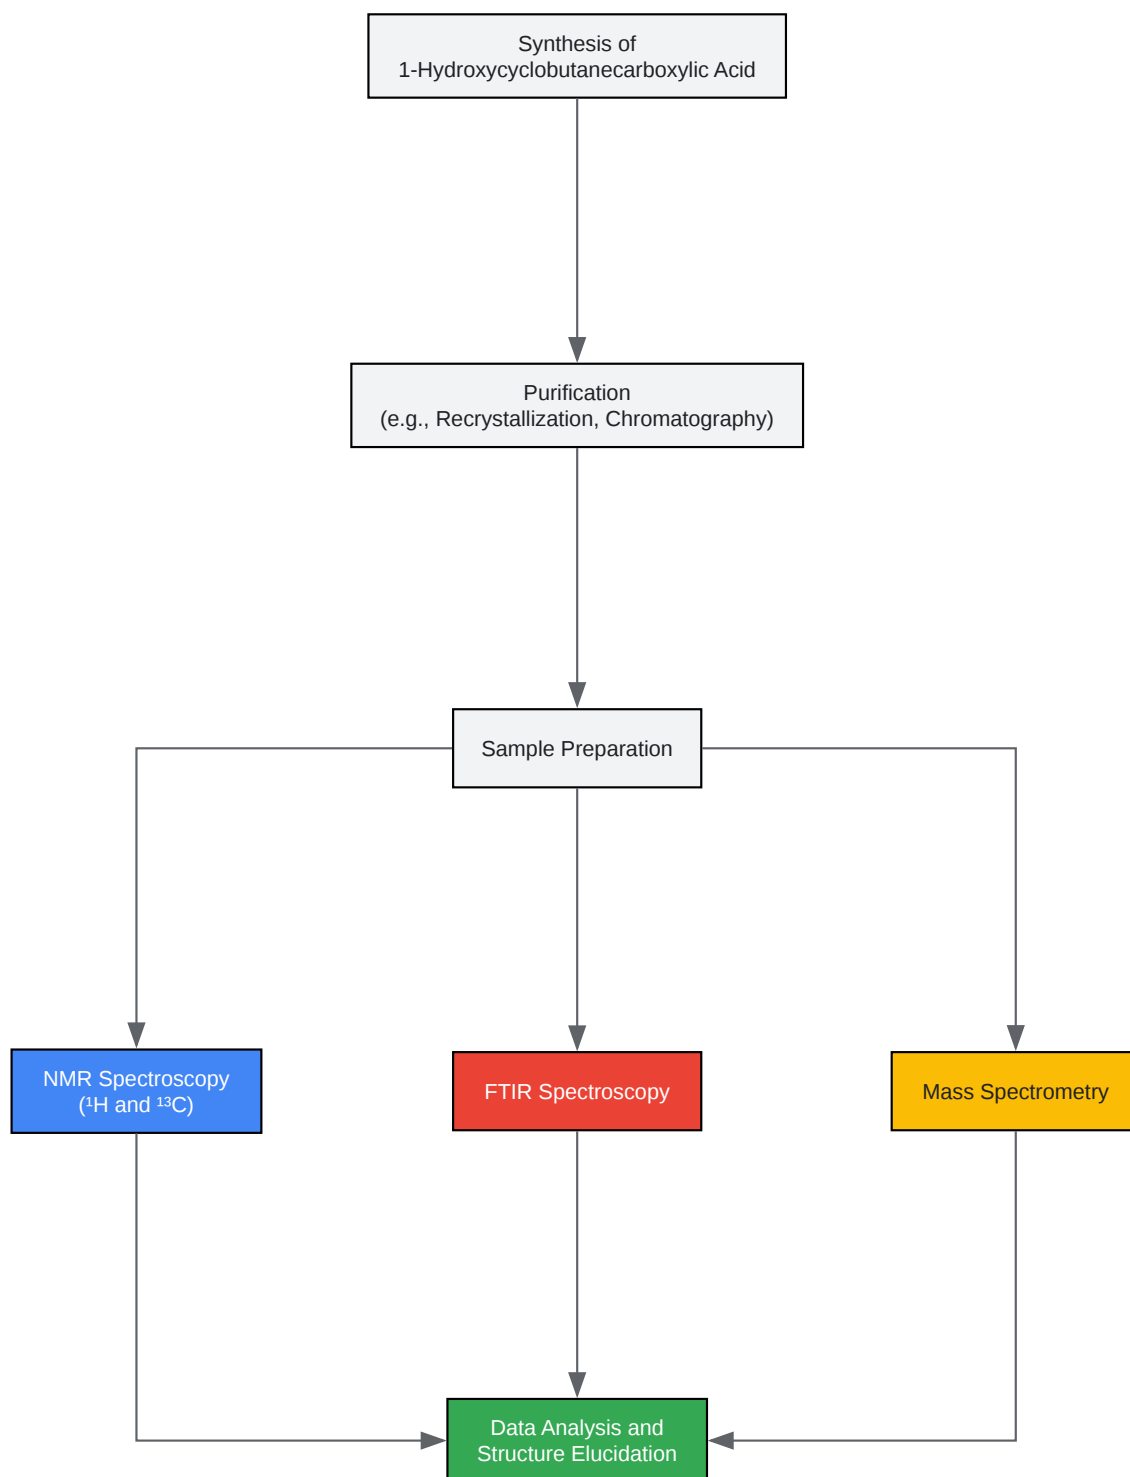 Synthesis of
1-Hydroxycyclobutanecarboxylic Acid
Purification
(e.g., Recrystallization, Chromatography)
Sample Preparation
NMR Spectroscopy
(¹H and ¹³C)
FTIR Spectroscopy
Mass Spectrometry
Data Analysis and
Structure Elucidation